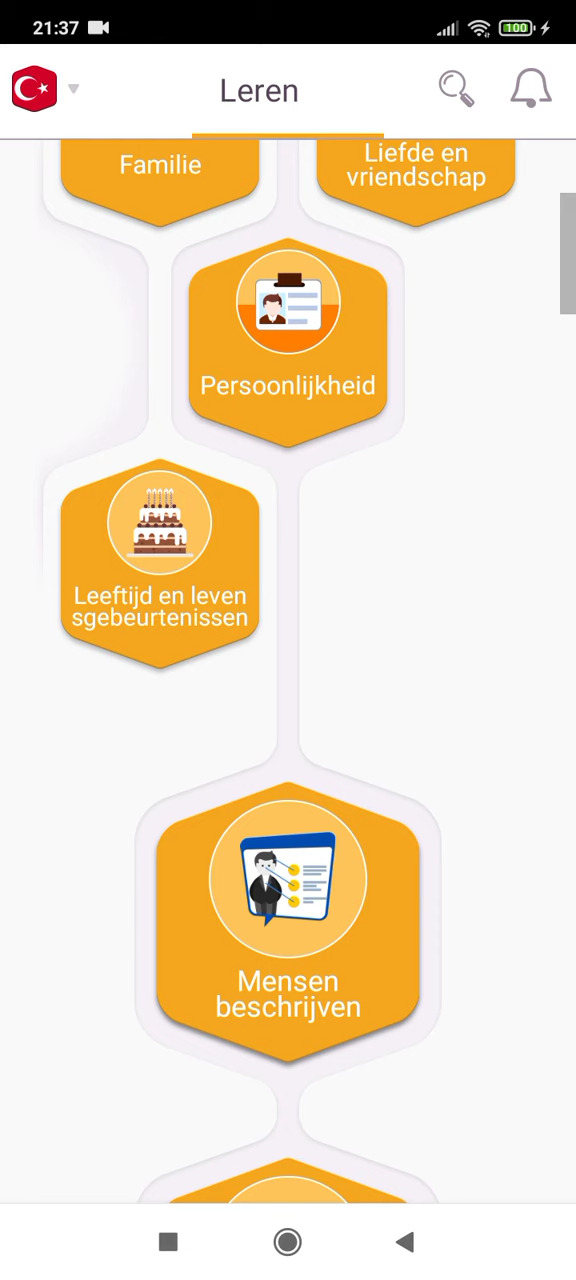 21:37
100
Leren
Familie
Liefde en
vriendschap
Persoonlijkheid
Leeftijd en leven
sgebeurtenissen
Mensen
beschrijven